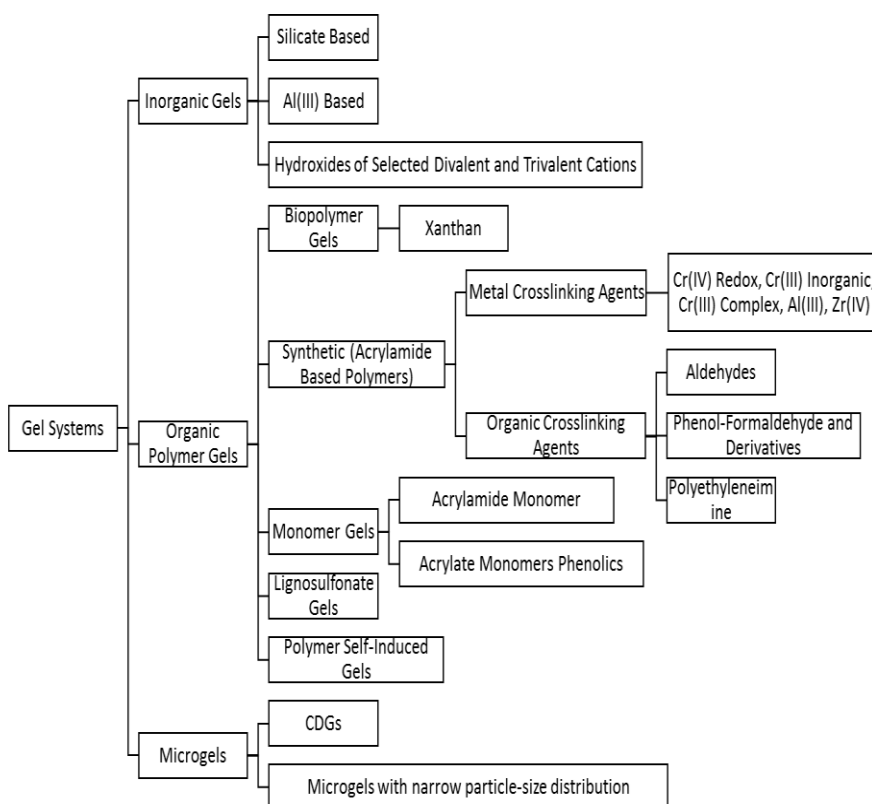 Silicate Based
Inorganic Gels
Al(III) Based
Hydroxides of Selected Divalent and Trivalent Cations
Biopolymer
Gels
Xanthan
Metal Crosslinking Agents
Cr(IV) Redox, Cr(III) Inorganic,
Cr(III) Complex, Al(III), Zr(IV)
Synthetic (Acrylamide
Based Polymers)
Aldehydes
Organic Crosslinking
Agents
Phenol-Formaldehyde and
Derivatives
Polyethyleneim
ine
Gel Systems
Organic
Polymer Gels
Acrylamide Monomer
Monomer Gels
Acrylate Monomers Phenolics
Lignosulfonate
Gels
Polymer Self-Induced
Gels
CDGs
Microgels
Microgels with narrow particle-size distribution